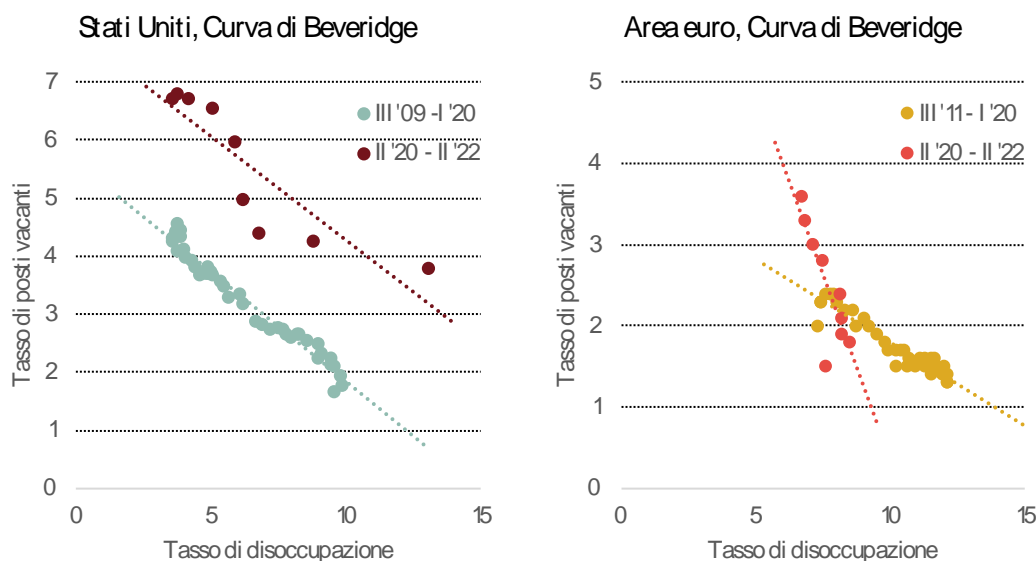 Stati Uniti, Curva di Beveridge
7
6
5
4
3
2
1
0
Tasso di posti vacanti
III '09 - I '20
II '20 - II '22
0 5 10 15
Tasso di disoccupazione
Area euro, Curva di Beveridge
5
4
3
2
1
0
Tasso di posti vacanti
III '11 - I '20
II '20 - II '22
0 5 10 15
Tasso di disoccupazione